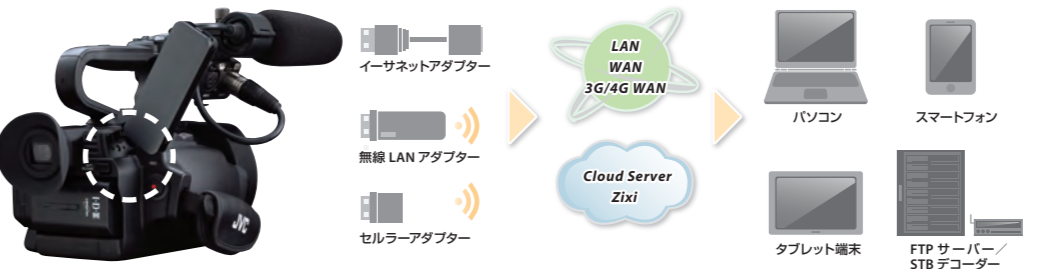 JVC
イーサネットアダプター
無線 LAN アダプター
セルラーアダプター
LAN
WAN
3G/4G WAN
Cloud Server
Zixi
パソコン
スマートフォン
タブレット端末
FTP サーバー／
STB デコーダー